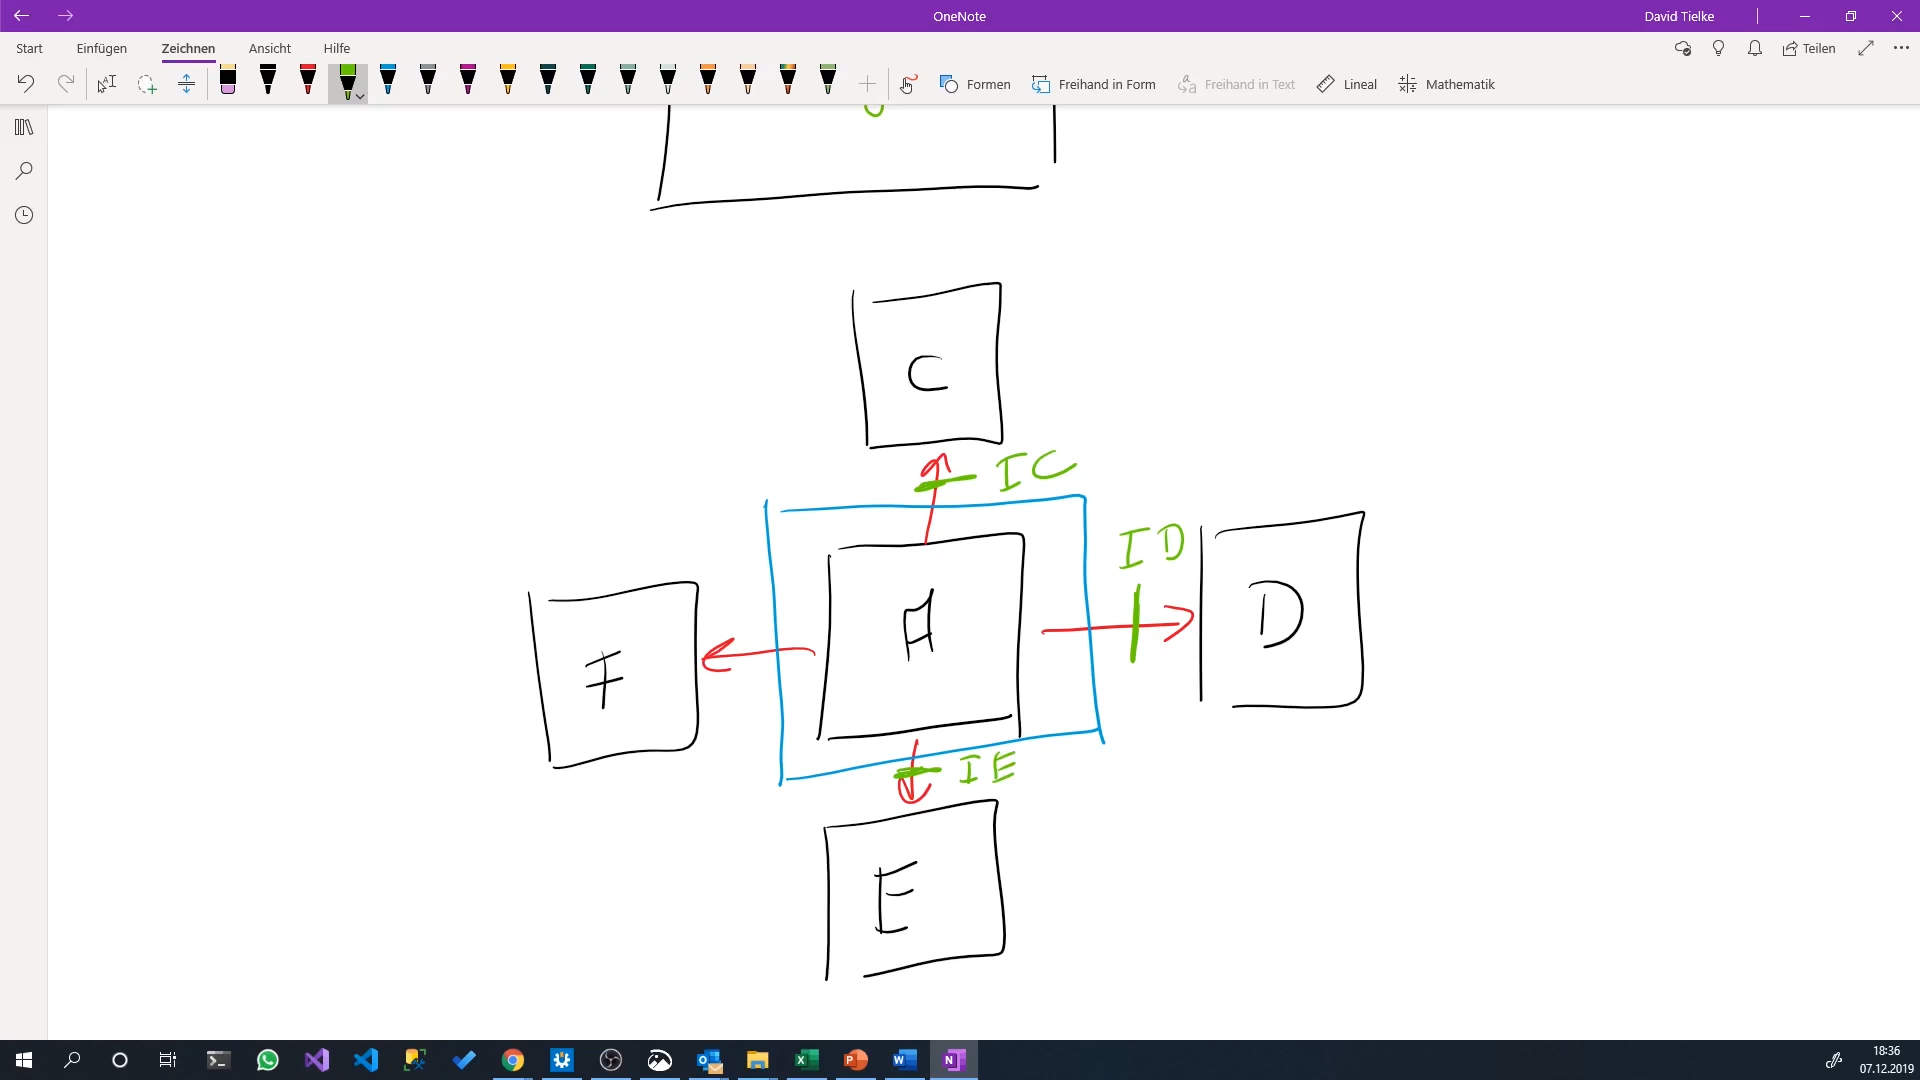 OneNote
David Tielke
Start Einfügen Zeichnen Ansicht Hilfe
Teilen
Formen Freihand in Form Freihand in Text Lineal Mathematik
C
IC
ID
D
A
F
IE
E
18:36
07.12.2019